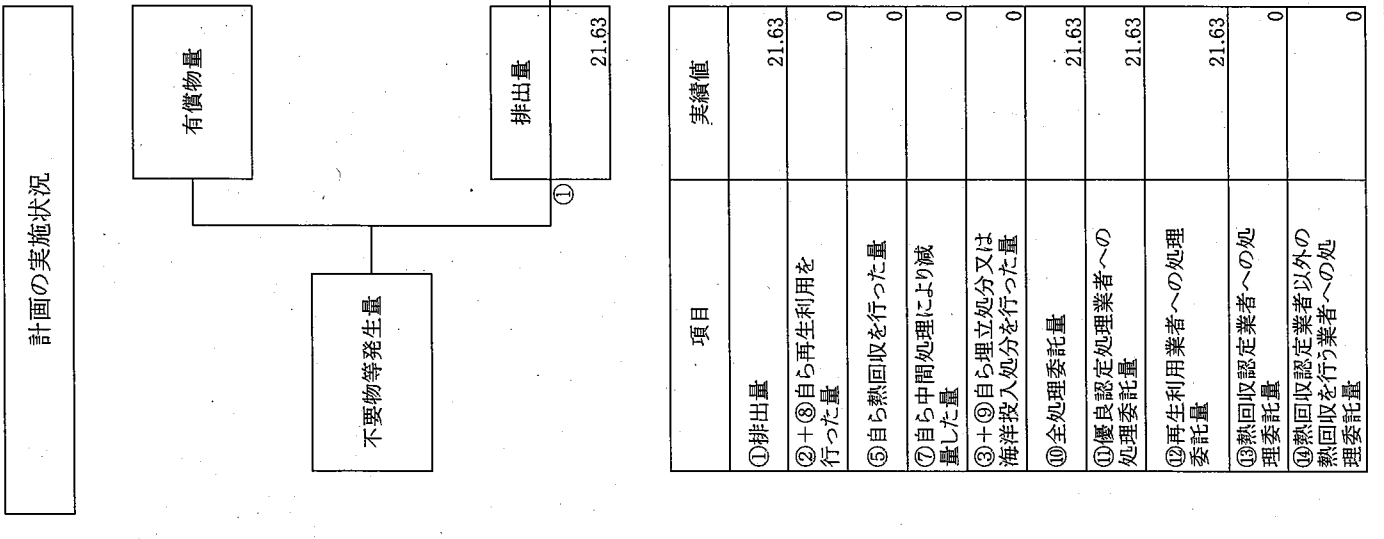 計画の実施状況
有償物量
不要物等発生量
①
排出量
21.63
項目
実績値
①排出量
21.63
②+⑧自ら再生利用を
行った量
0
⑤自ら熱回収を行った量
0
⑦自ら中間処理により減
量した量
0
③+⑨自ら埋立処分又は
海洋投入処分を行った量
0
⑩全処理委託量
21.63
⑪優良認定処理業者への
処理委託量
21.63
⑫再生利用業者への処理
委託量
21.63
⑬熱回収認定業者への処
理委託量
0
⑭熱回収認定業者以外の
熱回収を行う業者への処
理委託量
0